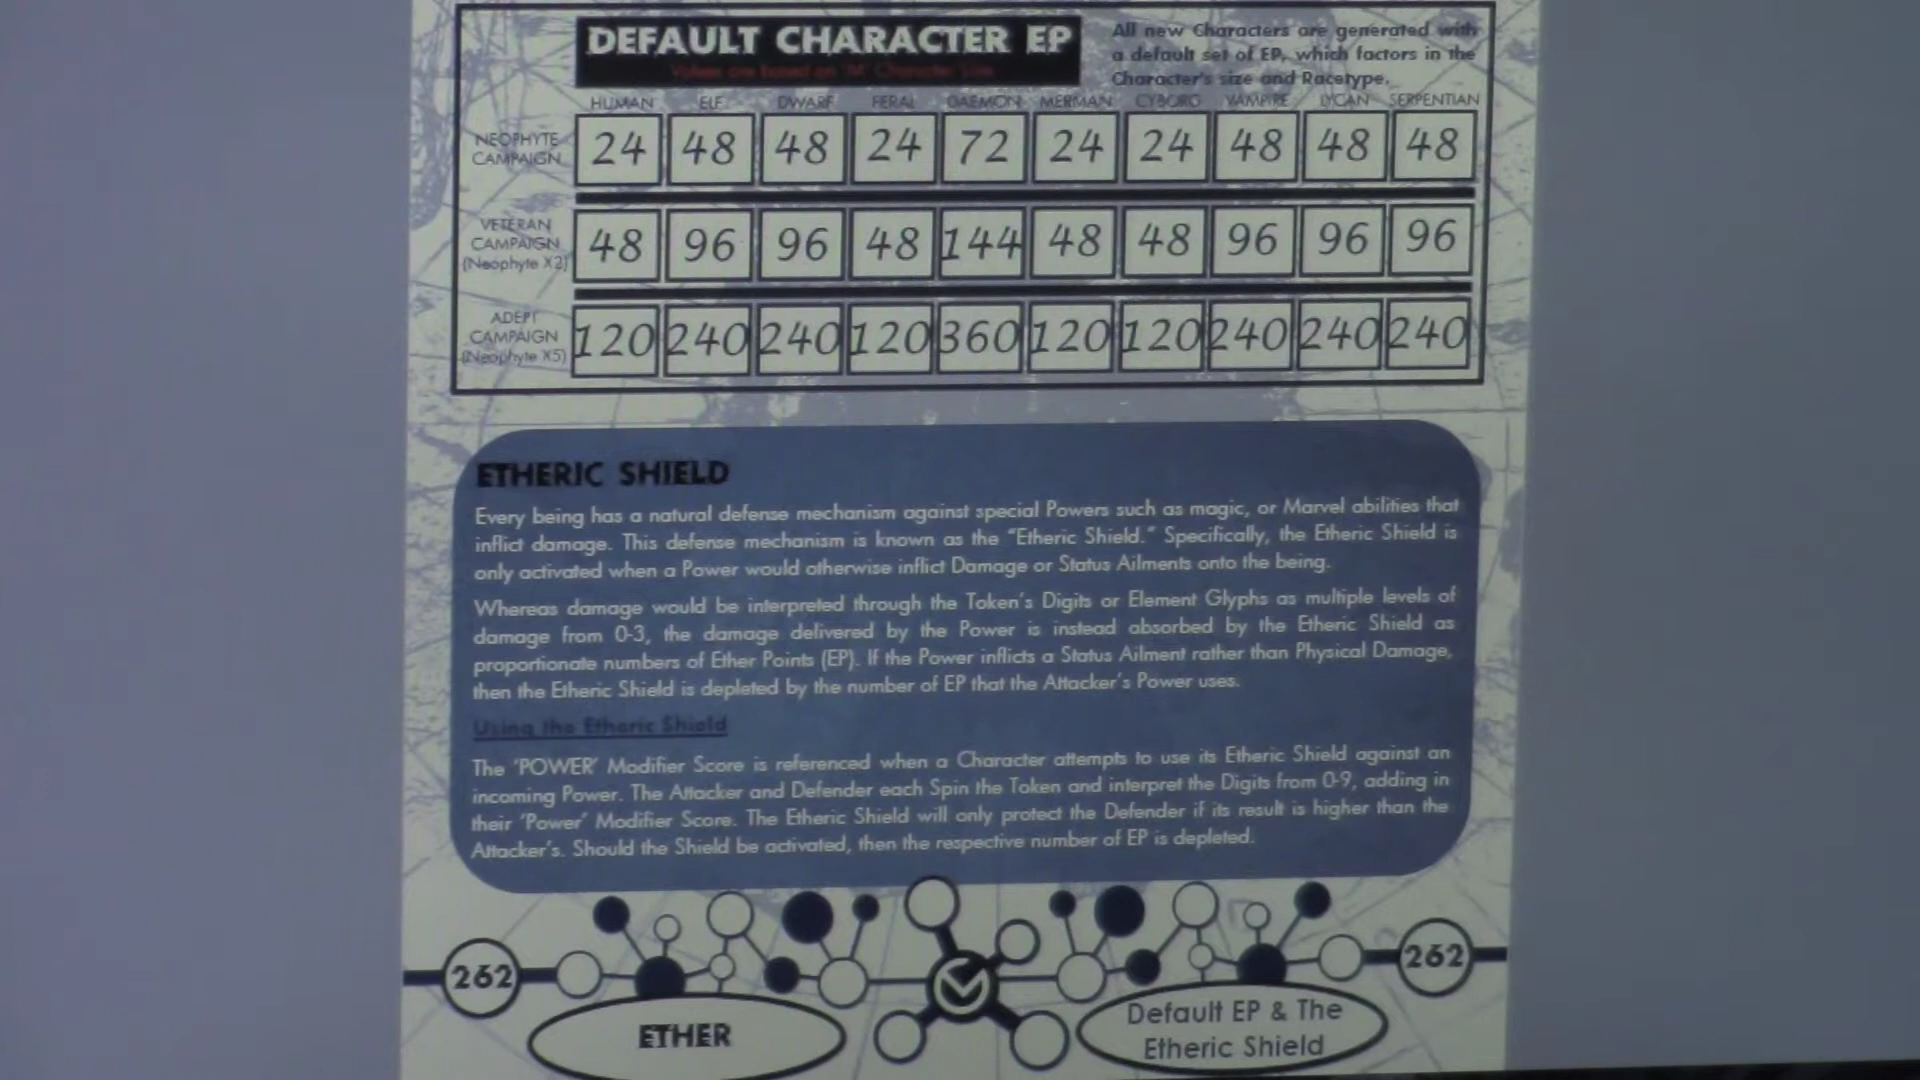 DEFAULT CHARACTER EP
Values are based on 'M' Character Size
All new Characters are generated with
a default set of EP, which factors in the
Character's size and Racetype.
HUMAN ELF DWARF FERAL DAEMON MERMAN CYBORG VAMPIRE LYCAN SERPENTIAN
NEOPHYTE
CAMPAIGN
24 48 48 24 72 24 24 48 48 48
VETERAN
CAMPAIGN
(Neophyte X2)
48 96 96 48 144 48 48 96 96 96
ADEPT
CAMPAIGN
(Neophyte X5)
120 240 240 120 360 120 120 240 240 240
ETHERIC SHIELD
Every being has a natural defense mechanism against special Powers such as magic, or Marvel abilities that
inflict damage. This defense mechanism is known as the "Etheric Shield." Specifically, the Etheric Shield is
only activated when a Power would otherwise inflict Damage or Status Ailments onto the being.
Whereas damage would be interpreted through the Token's Digits or Element Glyphs as multiple levels of
damage from 0-3, the damage delivered by the Power is instead absorbed by the Etheric Shield as
proportionate numbers of Ether Points (EP). If the Power inflicts a Status Ailment rather than Physical Damage,
then the Etheric Shield is depleted by the number of EP that the Attacker's Power uses.
Using the Etheric Shield
The 'POWER' Modifier Score is referenced when a Character attempts to use its Etheric Shield against an
incoming Power. The Attacker and Defender each Spin the Token and interpret the Digits from 0-9, adding in
their 'Power' Modifier Score. The Etheric Shield will only protect the Defender if its result is higher than the
Attacker's. Should the Shield be activated, then the respective number of EP is depleted.
262
262
ETHER
Default EP & The
Etheric Shield